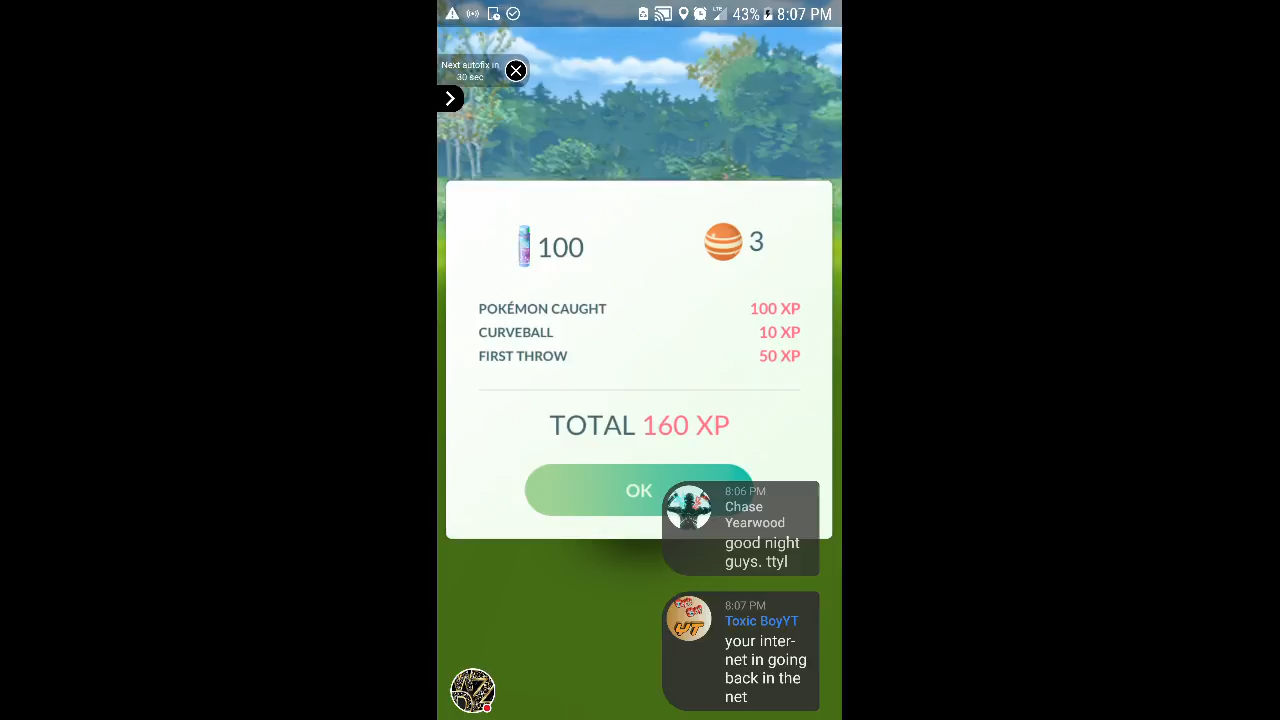 LTE 43% 8:07 PM
Next autofix in
30 sec
100
3
POKÉMON CAUGHT 100 XP
CURVEBALL 10 XP
FIRST THROW 50 XP
TOTAL 160 XP
OK
8:06 PM
Chase
Yearwood
good night
guys. ttyl
8:07 PM
Toxic BoyYT
your inter-
net in going
back in the
net